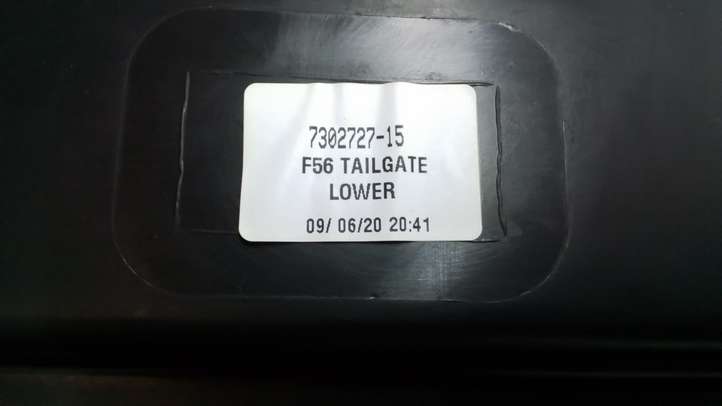 7302727-15
F56 TAILGATE
LOWER
09/ 06/20 20:41